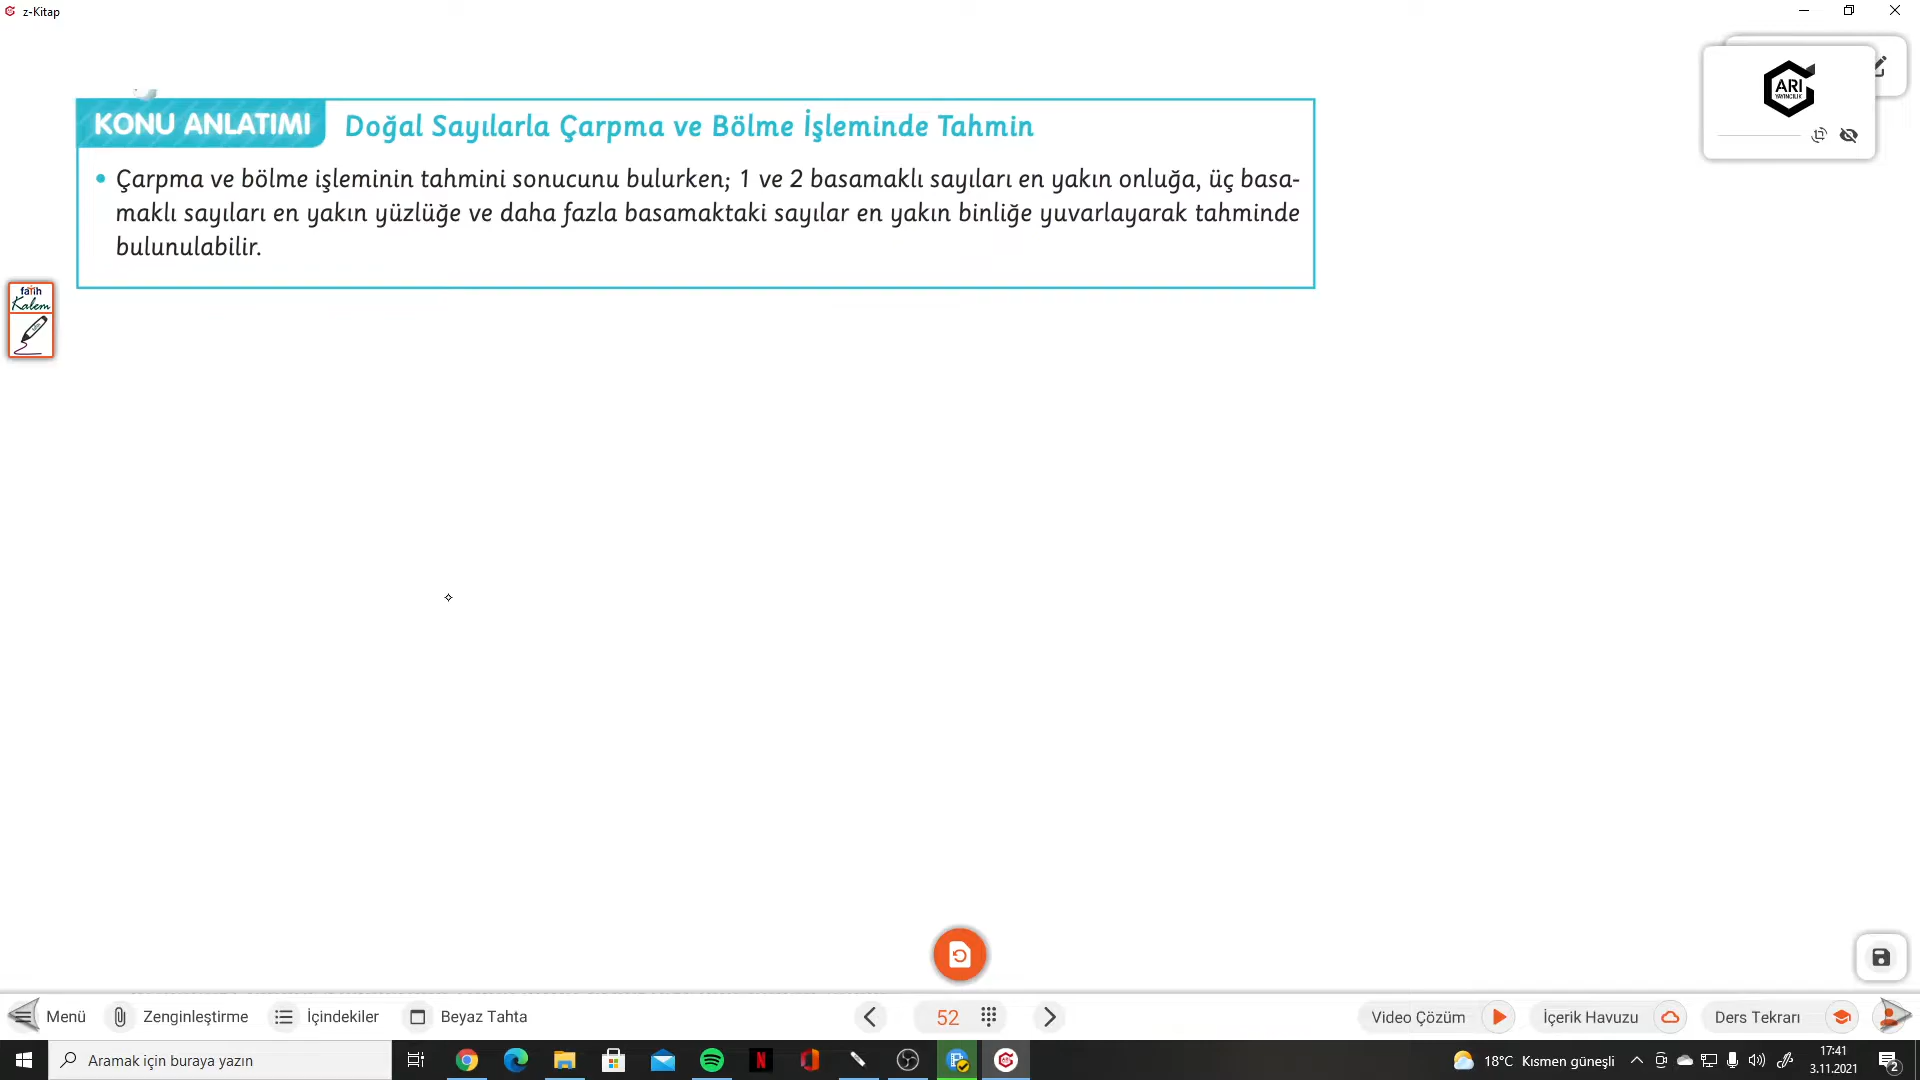 z-Kitap
ARI
YAYINCILIK
KONU ANLATIMI
Doğal Sayılarla Çarpma ve Bölme İşleminde Tahmin
• Çarpma ve bölme işleminin tahmini sonucunu bulurken; 1 ve 2 basamaklı sayıları en yakın onluğa, üç basa-
maklı sayıları en yakın yüzlüğe ve daha fazla basamaktaki sayılar en yakın binliğe yuvarlayarak tahminde
bulunulabilir.
fatih
Kalem
Menü
Zenginleştirme
İçindekiler
Beyaz Tahta
52
Video Çözüm
İçerik Havuzu
Ders Tekrarı
Aramak için buraya yazın
18°C Kısmen güneşli
17:41
3.11.2021
2